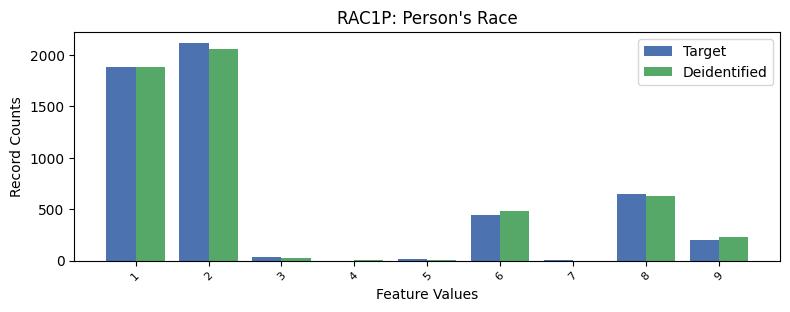 RAC1P: Person's Race
Target
Deidentified
2000
1500
1000
500
0
Record Counts
1 2 3 4 5 6 7 8 9
Feature Values